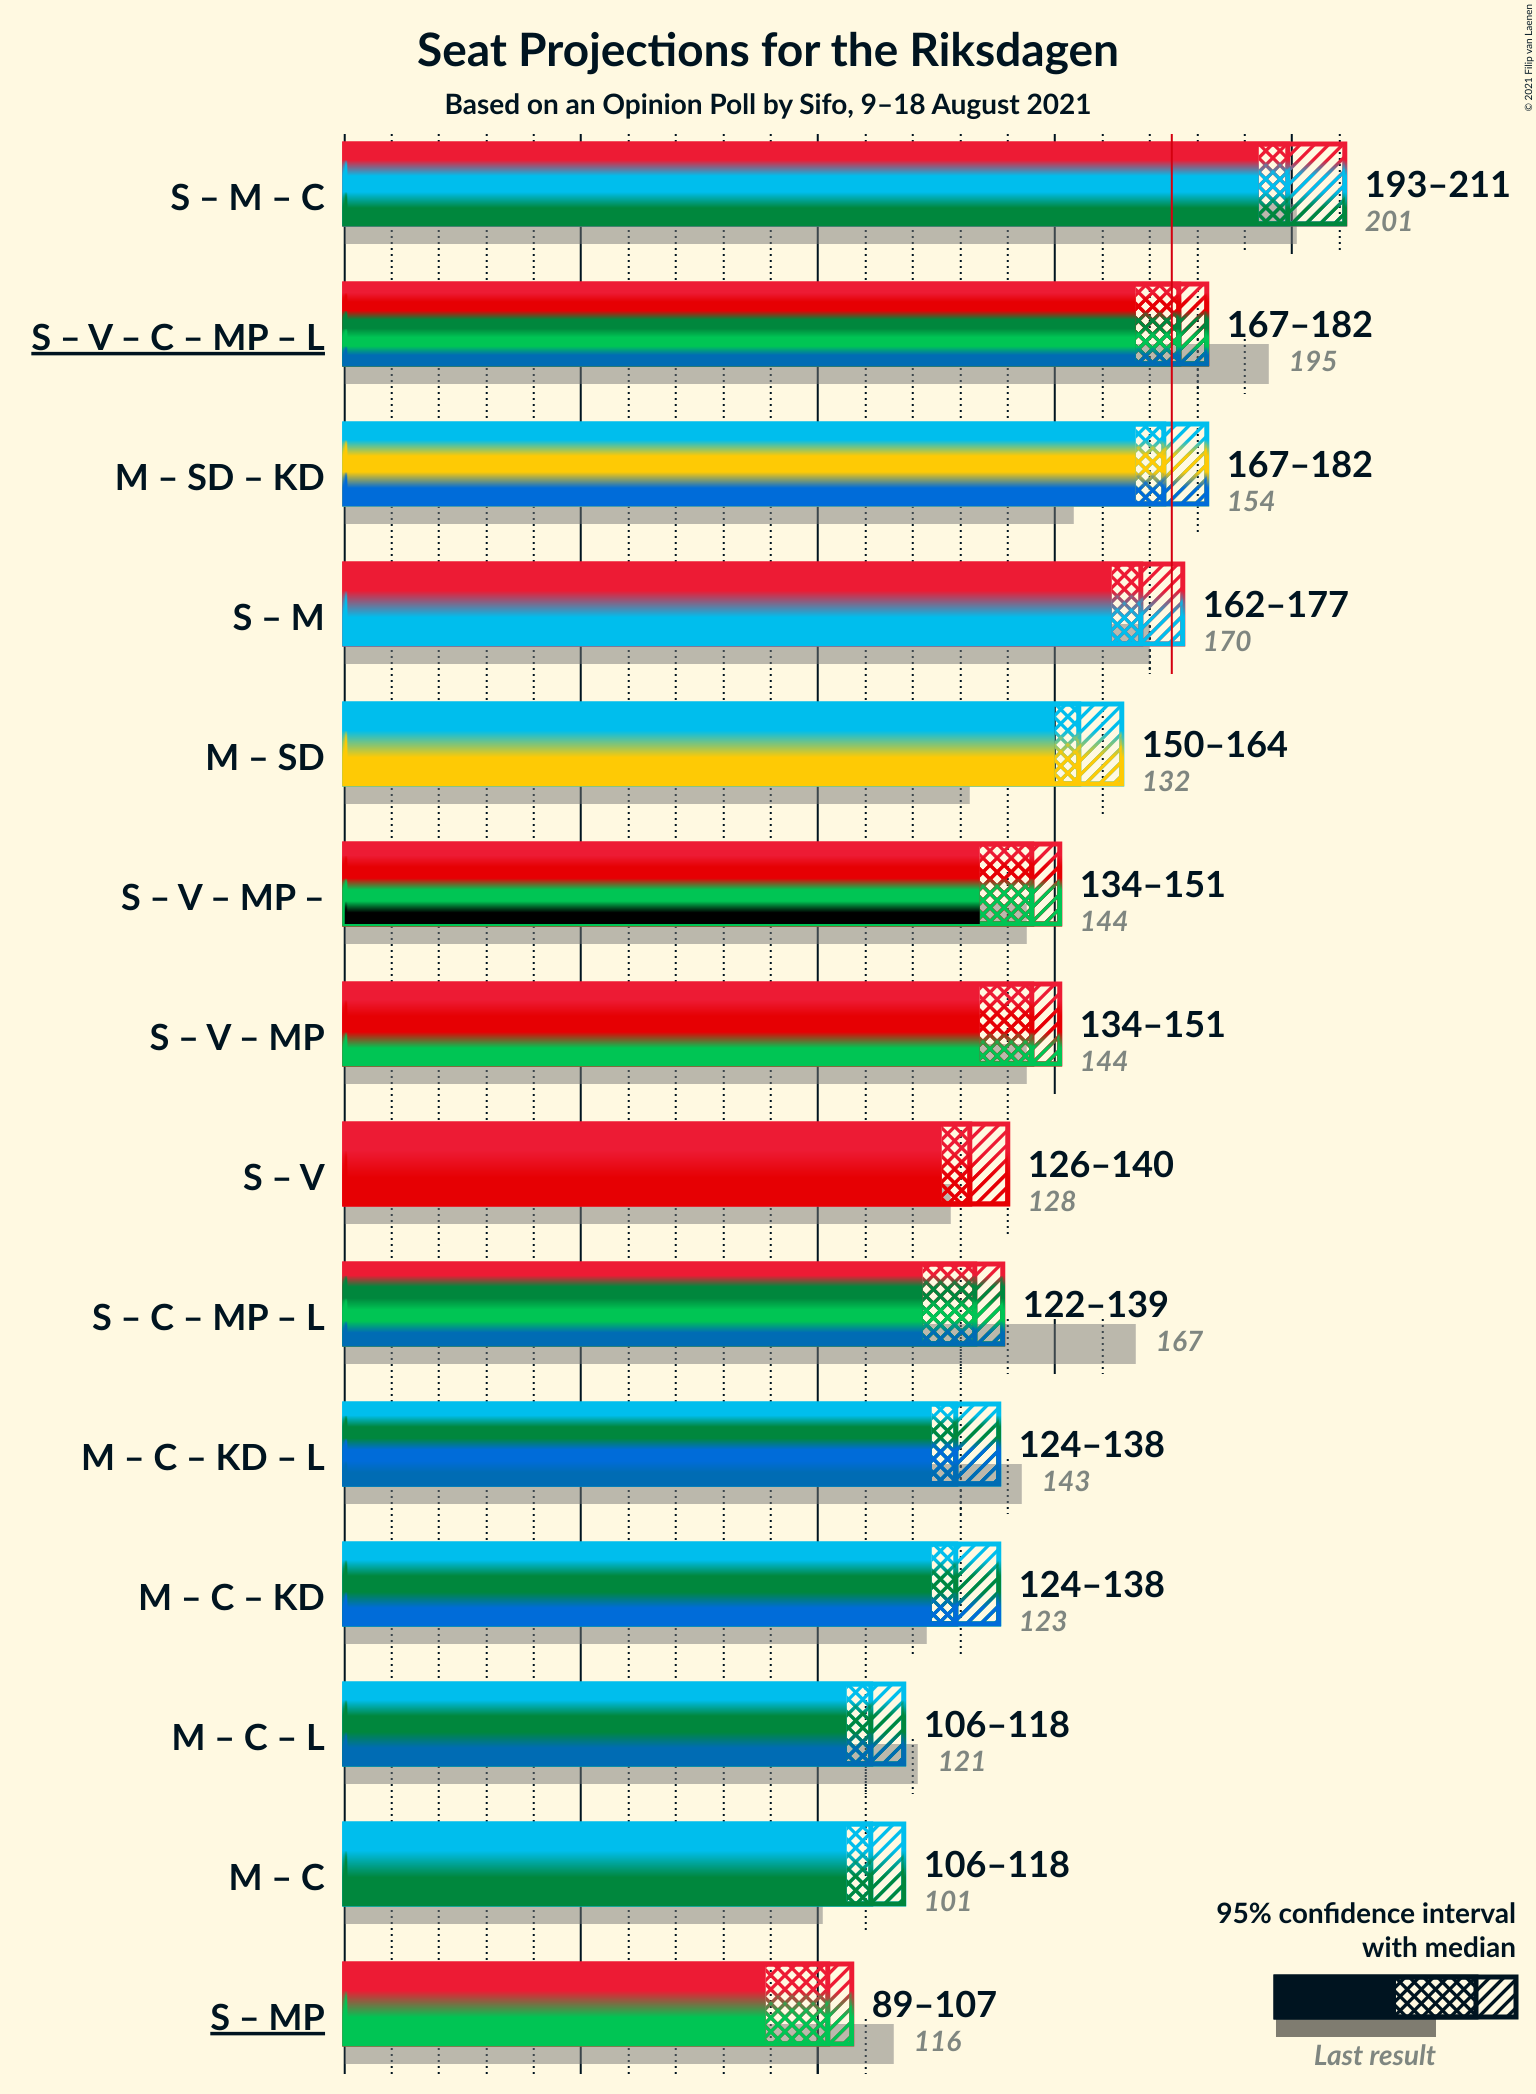 Seat Projections for the Riksdagen
Based on an Opinion Poll by Sifo, 9–18 August 2021
© 2021 Filip van Laenen
S – M – C
193–211
201
S – V – C – MP – L
167–182
195
M – SD – KD
167–182
154
S – M
162–177
170
M – SD
150–164
132
S – V – MP –
134–151
144
S – V – MP
134–151
144
S – V
126–140
128
S – C – MP – L
122–139
167
M – C – KD – L
124–138
143
M – C – KD
124–138
123
M – C – L
106–118
121
M – C
106–118
101
S – MP
89–107
116
95% confidence interval
with median
Last result